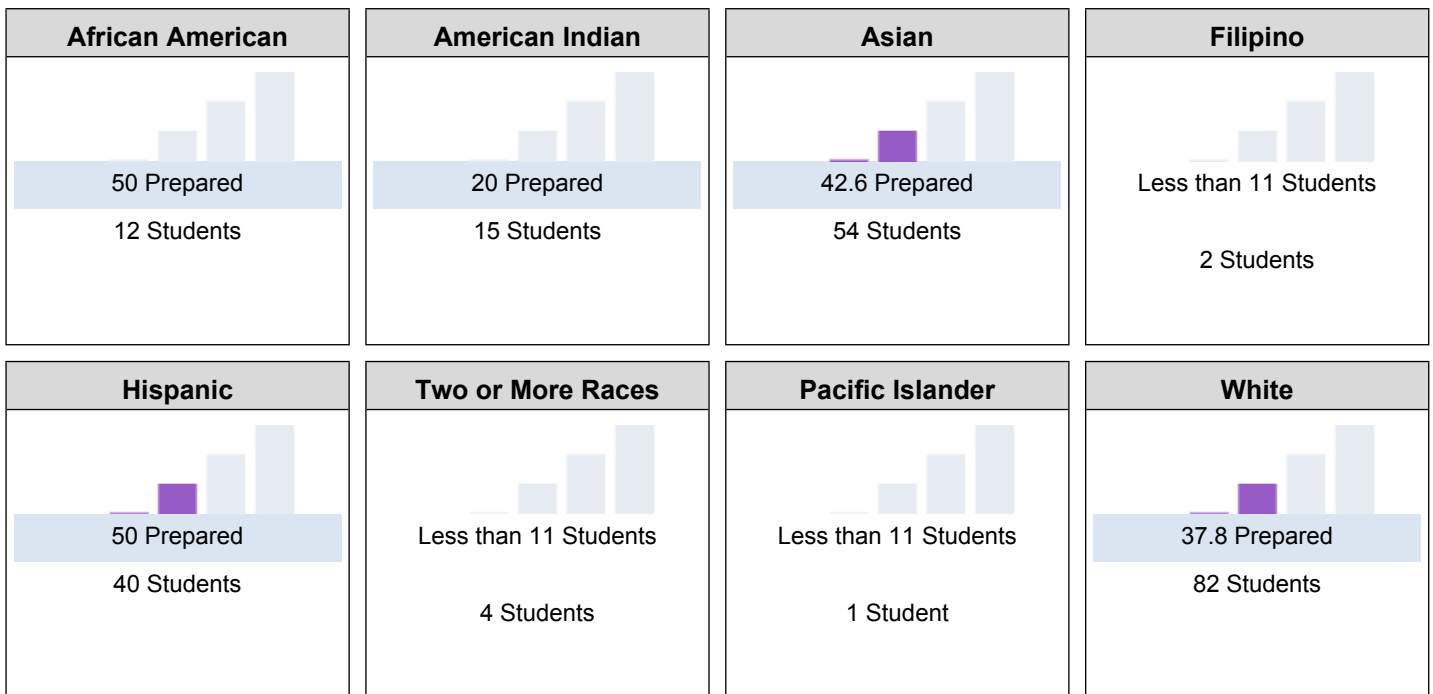 African American
50 Prepared
12 Students
American Indian
20 Prepared
15 Students
Asian
42.6 Prepared
54 Students
Filipino
Less than 11 Students
2 Students
Hispanic
50 Prepared
40 Students
Two or More Races
Less than 11 Students
4 Students
Pacific Islander
Less than 11 Students
1 Student
White
37.8 Prepared
82 Students